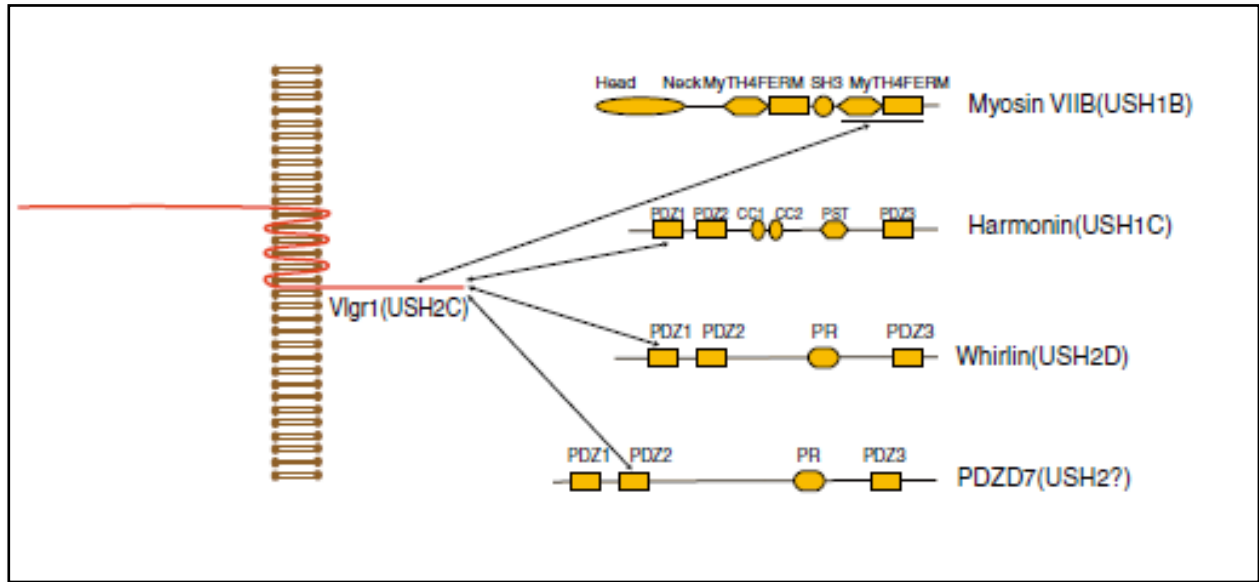 Head Neck MyTH4FERM SH3 MyTH4FERM
Myosin VIIB(USH1B)
PDZ1 PDZ2 CC1 CC2 PST PDZ3
Harmonin(USH1C)
Vlgr1(USH2C)
PDZ1 PDZ2 PR PDZ3
Whirlin(USH2D)
PDZ1 PDZ2 PR PDZ3
PDZD7(USH2?)